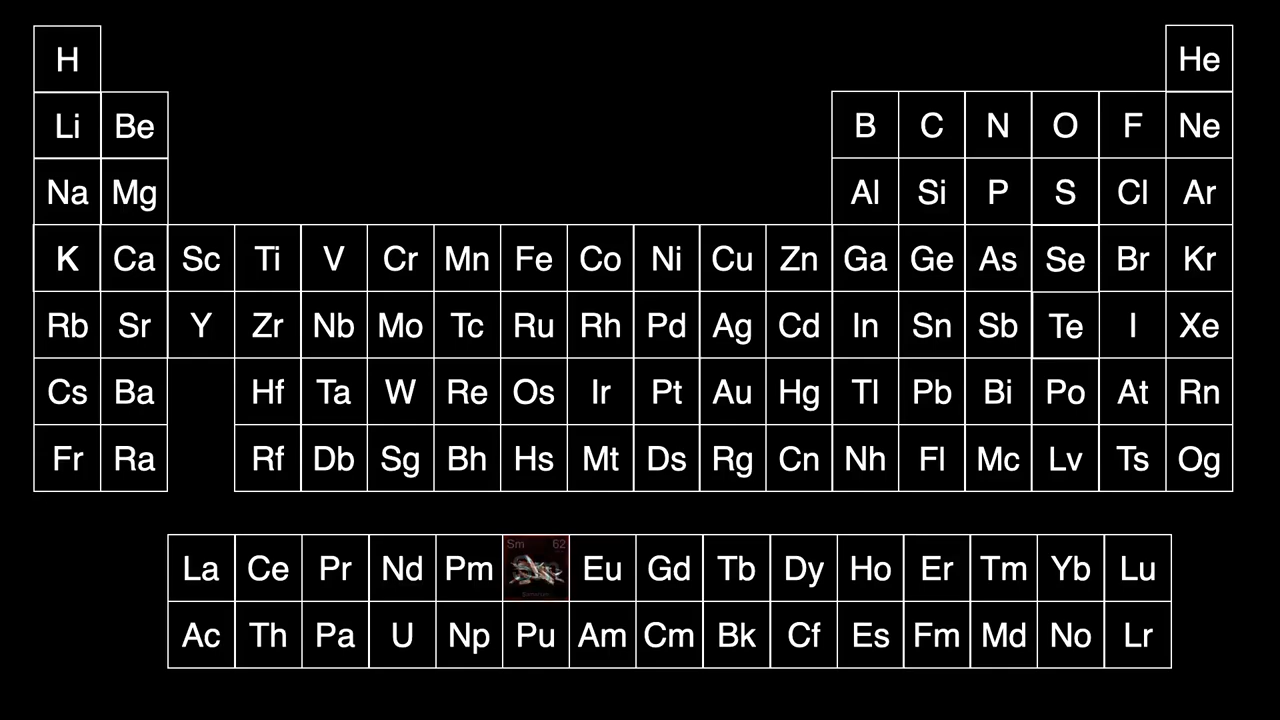 H He
Li Be B C N O F Ne
Na Mg Al Si P S Cl Ar
K Ca Sc Ti V Cr Mn Fe Co Ni Cu Zn Ga Ge As Se Br Kr
Rb Sr Y Zr Nb Mo Tc Ru Rh Pd Ag Cd In Sn Sb Te I Xe
Cs Ba Hf Ta W Re Os Ir Pt Au Hg Tl Pb Bi Po At Rn
Fr Ra Rf Db Sg Bh Hs Mt Ds Rg Cn Nh Fl Mc Lv Ts Og
Sm 62
La Ce Pr Nd Pm Sm Eu Gd Tb Dy Ho Er Tm Yb Lu
Samarium
Ac Th Pa U Np Pu Am Cm Bk Cf Es Fm Md No Lr